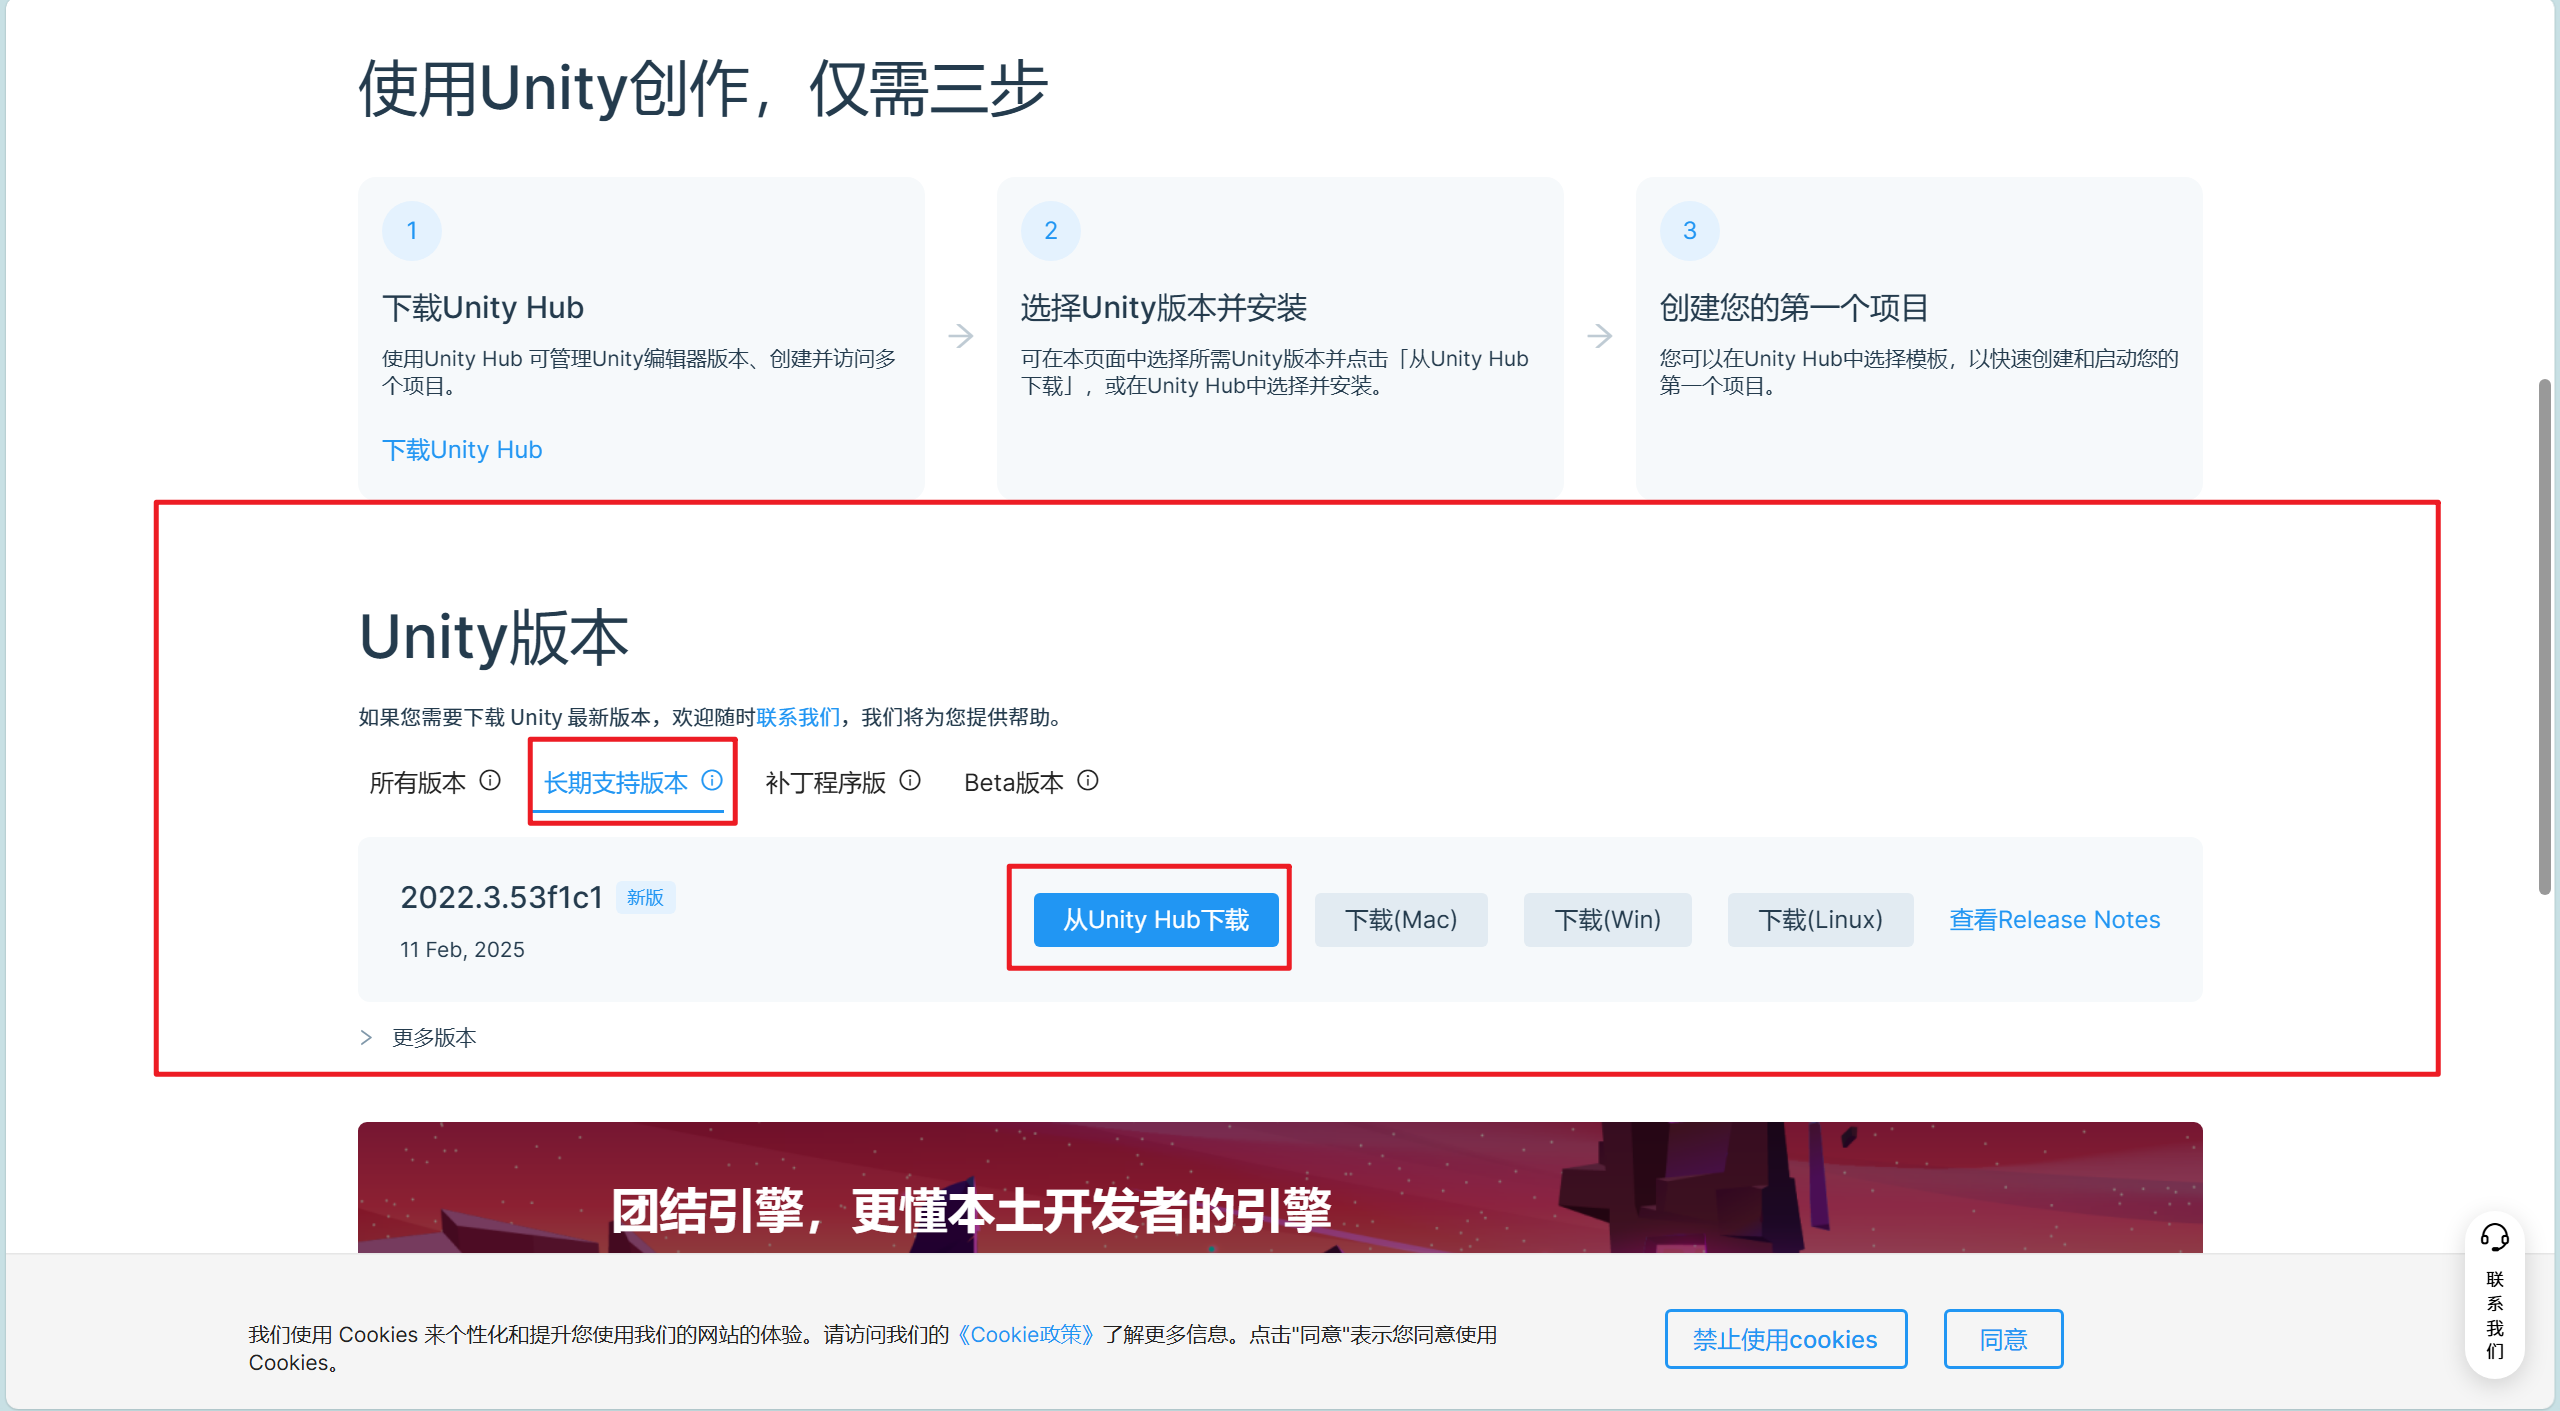 使用Unity创作，仅需三步
1
下载Unity Hub
使用Unity Hub 可管理Unity编辑器版本、创建并访问多
个项目。
下载Unity Hub
2
选择Unity版本并安装
可在本页面中选择所需Unity版本并点击「从Unity Hub
下载」，或在Unity Hub中选择并安装。
3
创建您的第一个项目
您可以在Unity Hub中选择模板，以快速创建和启动您的
第一个项目。
Unity版本
如果您需要下载 Unity 最新版本，欢迎随时联系我们，我们将为您提供帮助。
所有版本 长期支持版本 补丁程序版 Beta版本
2022.3.53f1c1 新版
11 Feb, 2025
从Unity Hub下载 下载(Mac) 下载(Win) 下载(Linux) 查看Release Notes
更多版本
团结引擎，更懂本土开发者的引擎
我们使用 Cookies 来个性化和提升您使用我们的网站的体验。请访问我们的《Cookie政策》了解更多信息。点击"同意"表示您同意使用
Cookies。
禁止使用cookies 同意
联
系
我
们